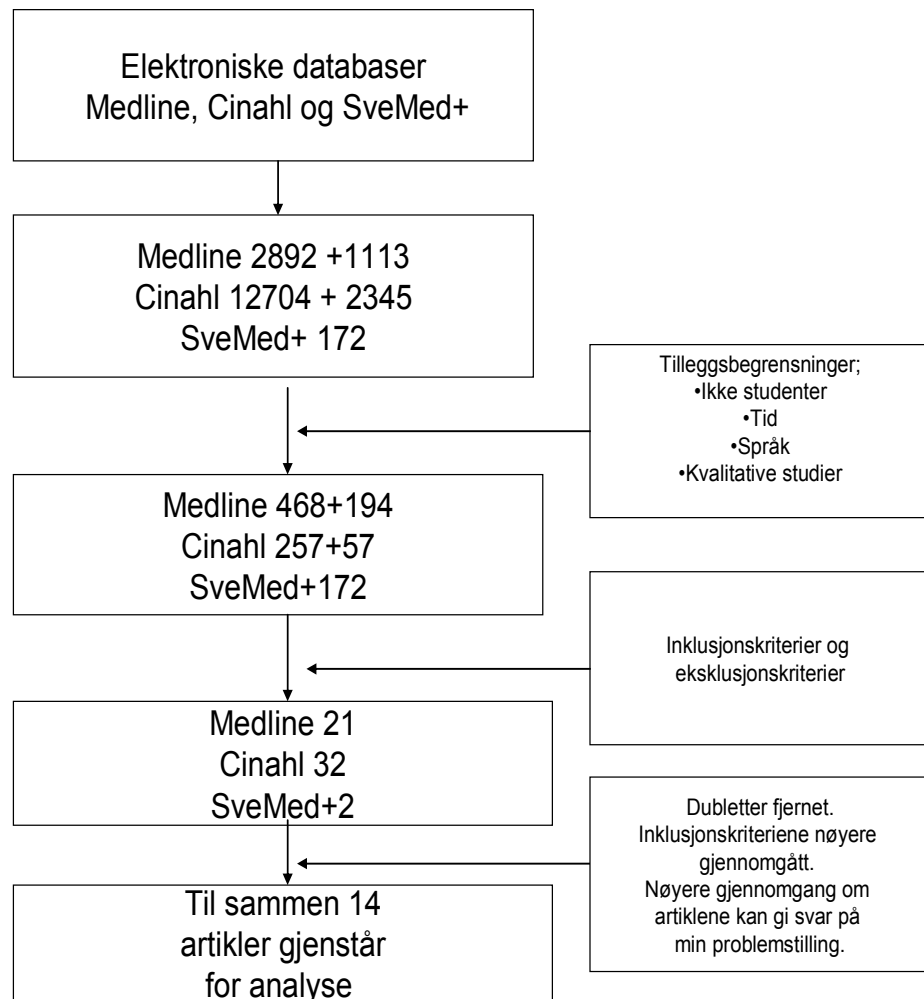 Elektroniske databaser
Medline, Cinahl og SveMed+
Medline 2892 +1113
Cinahl 12704 + 2345
SveMed+ 172
Tilleggsbegrensninger;
•Ikke studenter
•Tid
•Språk
•Kvalitative studier
Medline 468+194
Cinahl 257+57
SveMed+172
Inklusjonskriterier og
eksklusjonskriterier
Medline 21
Cinahl 32
SveMed+2
Dubletter fjernet.
Inklusjonskriteriene nøyere
gjennomgått.
Nøyere gjennomgang om
artiklene kan gi svar på
min problemstilling.
Til sammen 14
artikler gjenstår
for analyse